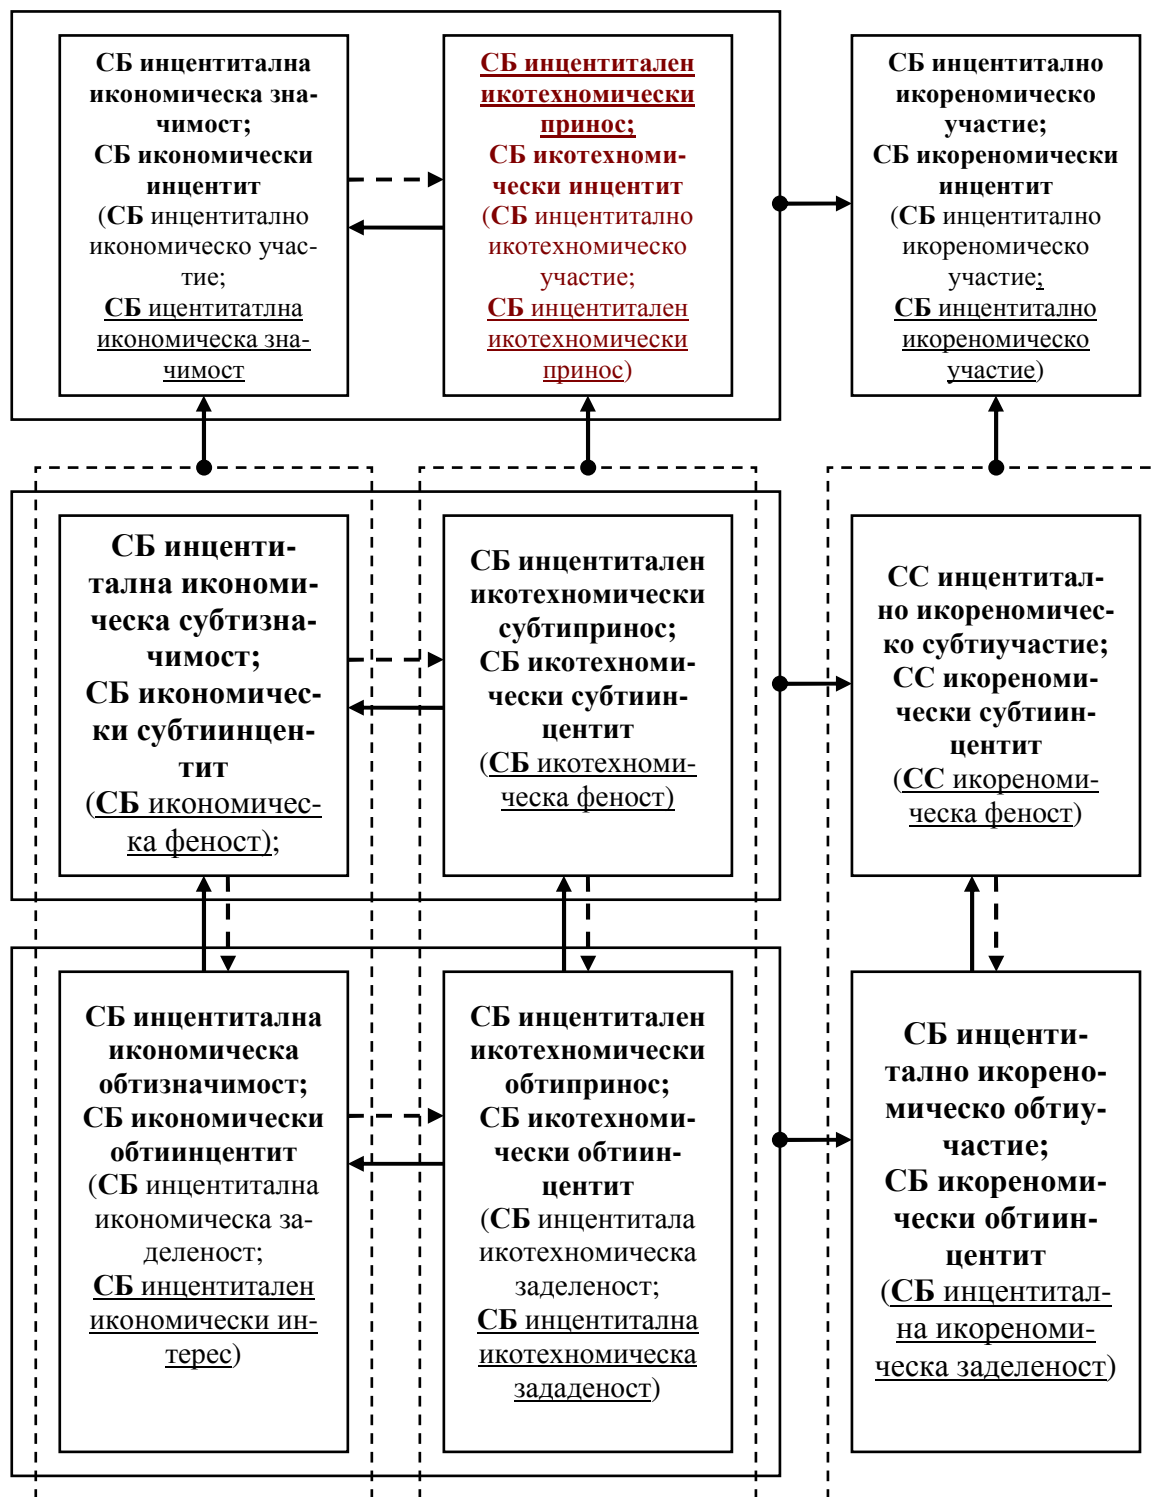 СБ инцентитална
икономическа зна-
чимост;
СБ икономически
инцентит
(СБ инцентитално
икономическо учас-
тие;
СБ ицентитатлна
икономическа зна-
чимост
СБ инцентитален
икотехномически
принос;
СБ икотехноми-
чески инцентит
(СБ инцентитално
икотехномическо
участие;
СБ инцентитален
икотехномически
принос)
СБ инцентитално
икореномическо
участие;
СБ икореномически
инцентит
(СБ инцентитално
икореномическо
участие;
СБ инцентитално
икореномическо
участие)
СБ инценти-
тална икономи-
ческа субтизна-
чимост;
СБ икономичес-
ки субтиинцен-
тит
(СБ икономичес-
ка феност);
СБ инцентитален
икотехномически
субтипринос;
СБ икотехноми-
чески субтиин-
центит
(СБ икотехноми-
ческа феност)
СС инцентитал-
но икореномичес-
ко субтиучастие;
СС икореноми-
чески субтиин-
центит
(СС икореноми-
ческа феност)
СБ инцентитална
икономическа
обтизначимост;
СБ икономически
обтиинцентит
(СБ инцентитална
икономическа за-
деленост;
СБ инцентитален
икономически ин-
терес)
СБ инцентитален
икотехномически
обтипринос;
СБ икотехноми-
чески обтиин-
центит
(СБ инцентитала
икотехномическа
заделеност;
СБ инцентитална
икотехномическа
зададеност)
СБ инценти-
тално икорено-
мическо обтиу-
частие;
СБ икореноми-
чески обтиин-
центит
(СБ инцентитал-
на икореноми-
ческа заделеност)